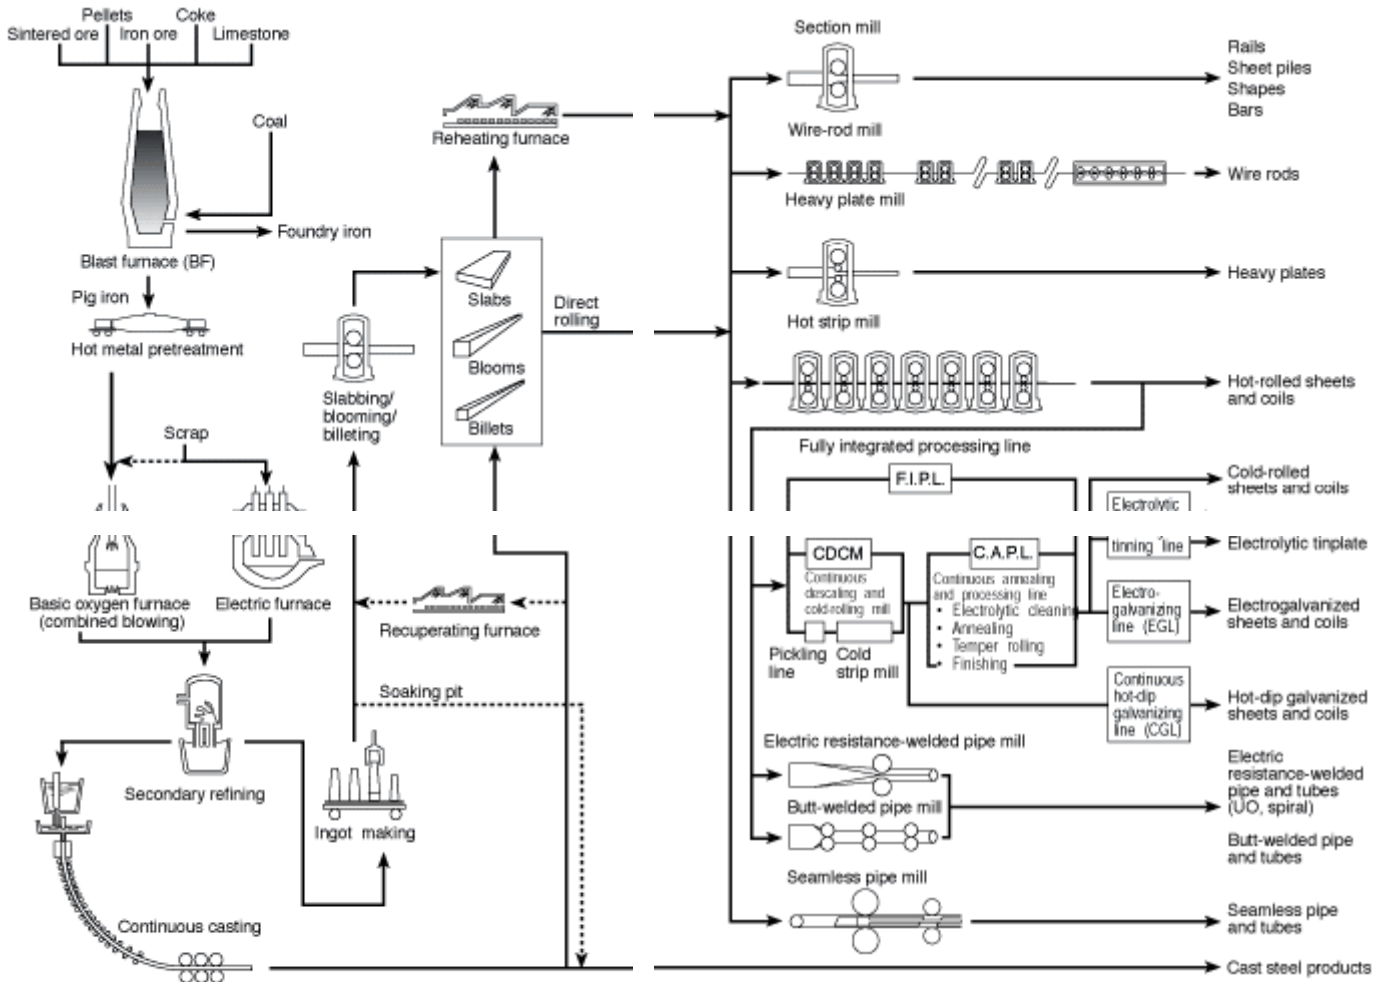 Pellets
Coke
Sintered ore
Iron ore
Limestone
Coal
Foundry iron
Blast furnace (BF)
Pig iron
Hot metal pretreatment
Scrap
Basic oxygen furnace
(combined blowing)
Electric furnace
Secondary refining
Continuous casting
Ingot making
Soaking pit
Recuperating furnace
Slabbing/
blooming/
billeting
Reheating furnace
Slabs
Blooms
Billets
Direct
rolling
Section mill
Rails
Sheet piles
Shapes
Bars
Wire-rod mill
Wire rods
Heavy plate mill
Heavy plates
Hot strip mill
Hot-rolled sheets
and coils
Fully integrated processing line
F.I.P.L.
Cold-rolled
sheets and coils
Electrolytic
tinning line
Electrolytic tinplate
CDCM
Continuous
descaling and
cold-rolling mill
Pickling
line
Cold
strip mill
C.A.P.L.
Continuous annealing
and processing line
• Electrolytic cleaning
• Annealing
• Temper rolling
• Finishing
Electro-
galvanizing
line (EGL)
Electrogalvanized
sheets and coils
Continuous
hot-dip
galvanizing
line (CGL)
Hot-dip galvanized
sheets and coils
Electric resistance-welded pipe mill
Electric
resistance-welded
pipe and tubes
(UO, spiral)
Butt-welded pipe mill
Butt-welded pipe
and tubes
Seamless pipe mill
Seamless pipe
and tubes
Cast steel products